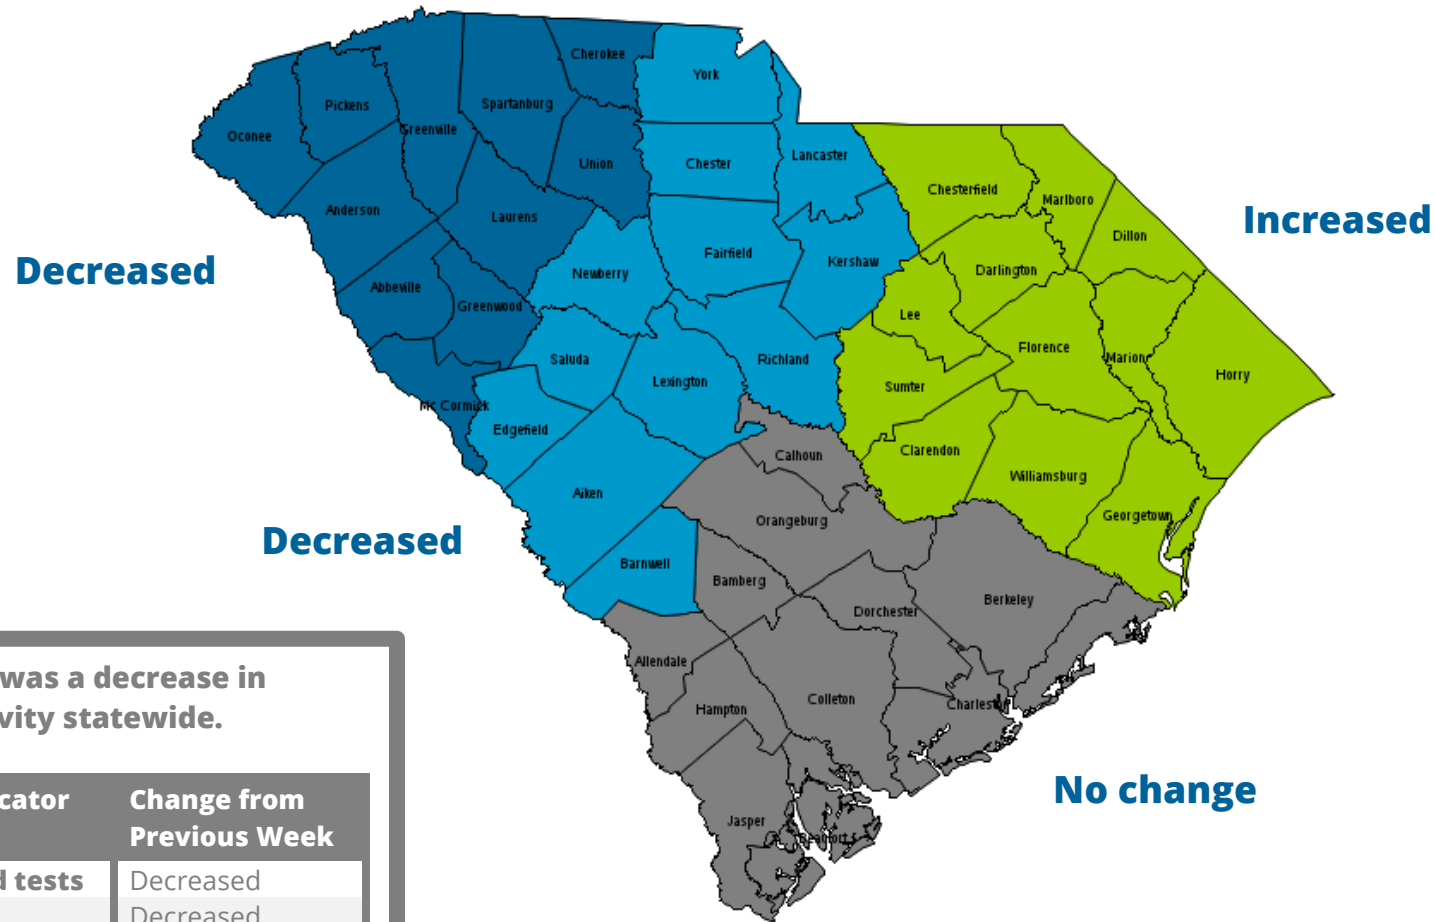 Cherokee
York
Pickens
Spartanburg
Oconee
Greenville
Union
Chester
Lancaster
Chesterfield
Marlboro
Anderson
Laurens
Dillon
Increased
Fairfield
Kershaw
Darlington
Decreased
Newberry
Abbeville
Greenwood
Lee
Florence
Marion
Saluda
Richland
Horry
Lexington
Sumter
Mc Cormick
Edgefield
Clarendon
Calhoun
Williamsburg
Aiken
Georgetown
Orangeburg
Decreased
Barnwell
Bamberg
Berkeley
Dorchester
Allendale
Colleton
Charleston
Hampton
No change
Jasper
Beaufort
was a decrease in
vity statewide.
cator
Change from
Previous Week
d tests
Decreased
Decreased